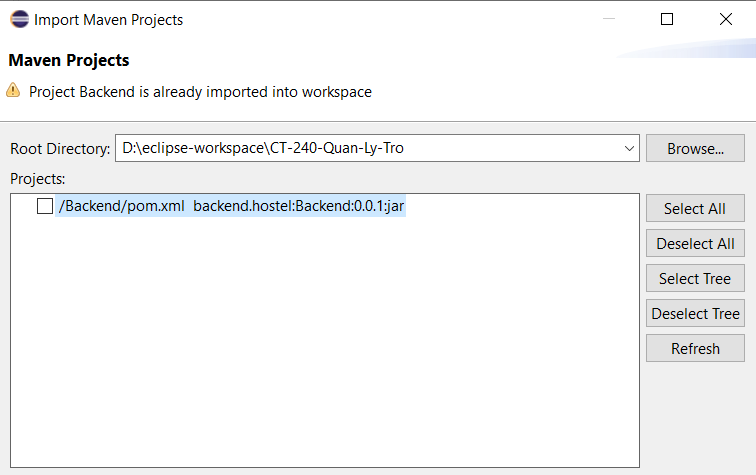 Import Maven Projects
Maven Projects
Project Backend is already imported into workspace
Root Directory: D:\eclipse-workspace\CT-240-Quan-Ly-Tro Browse...
Projects:
/Backend/pom.xml backend.hostel:Backend:0.0.1:jar
Select All
Deselect All
Select Tree
Deselect Tree
Refresh